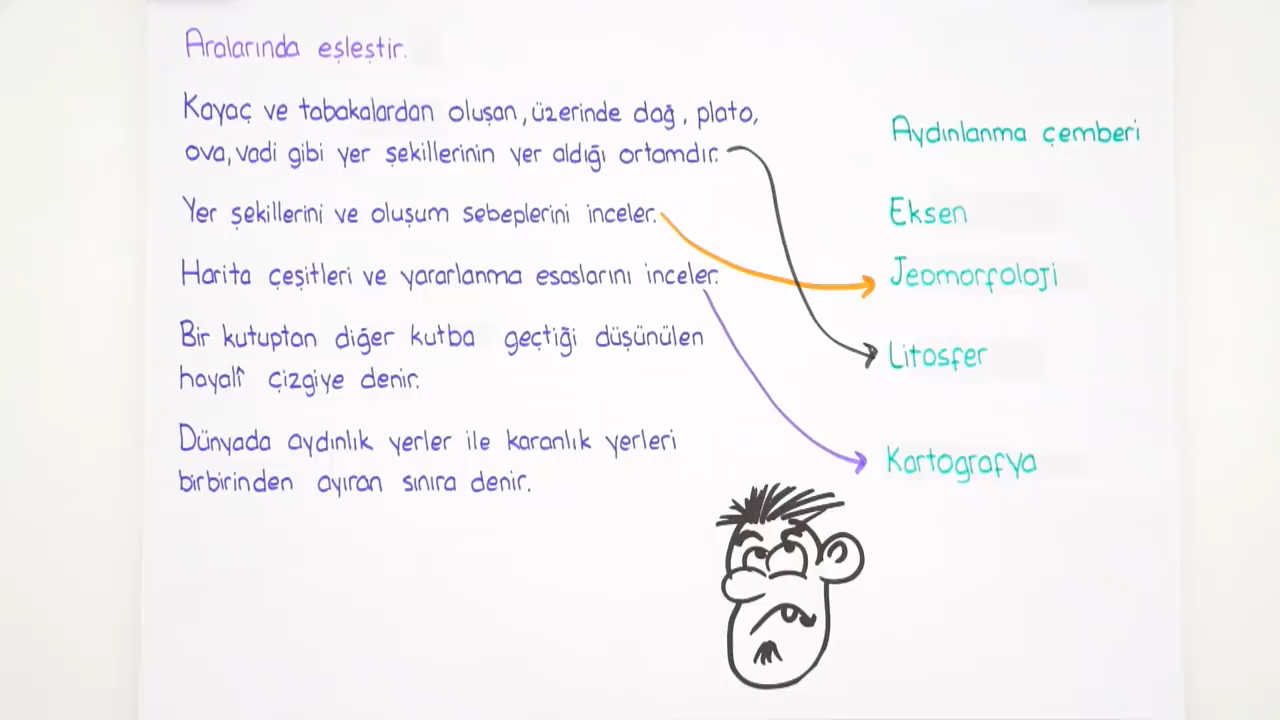 Aralarında eşleştir.
Kayaç ve tabakalardan oluşan, üzerinde dağ, plato,
ova, vadi gibi yer şekillerinin yer aldığı ortamdır.
Yer şekillerini ve oluşum sebeplerini inceler.
Harita çeşitleri ve yararlanma esaslarını inceler.
Bir kutuptan diğer kutba geçtiği düşünülen
hayalî çizgiye denir.
Dünyada aydınlık yerler ile karanlık yerleri
birbirinden ayıran sınıra denir.
Aydınlanma çemberi
Eksen
Jeomorfoloji
Litosfer
Kartografya